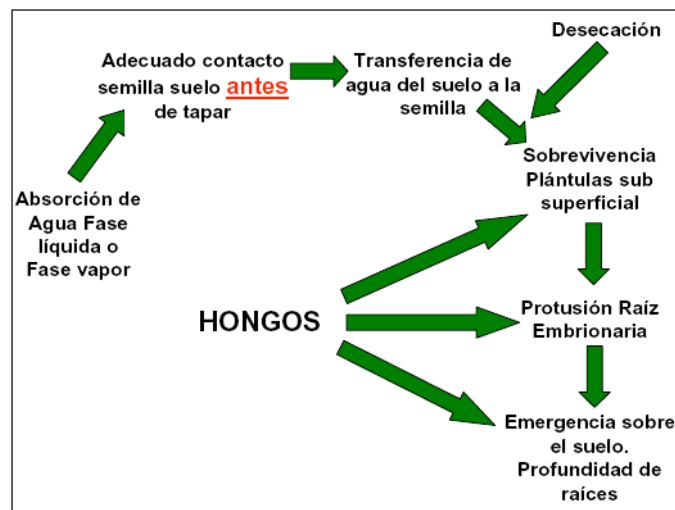 Desecación
Adecuado contacto
semilla suelo antes
de tapar
Transferencia de
agua del suelo a la
semilla
Sobrevivencia
Plántulas sub
superficial
Absorción de
Agua Fase
líquida o
Fase vapor
HONGOS
Protusión Raíz
Embrionaria
Emergencia sobre
el suelo.
Profundidad de
raíces